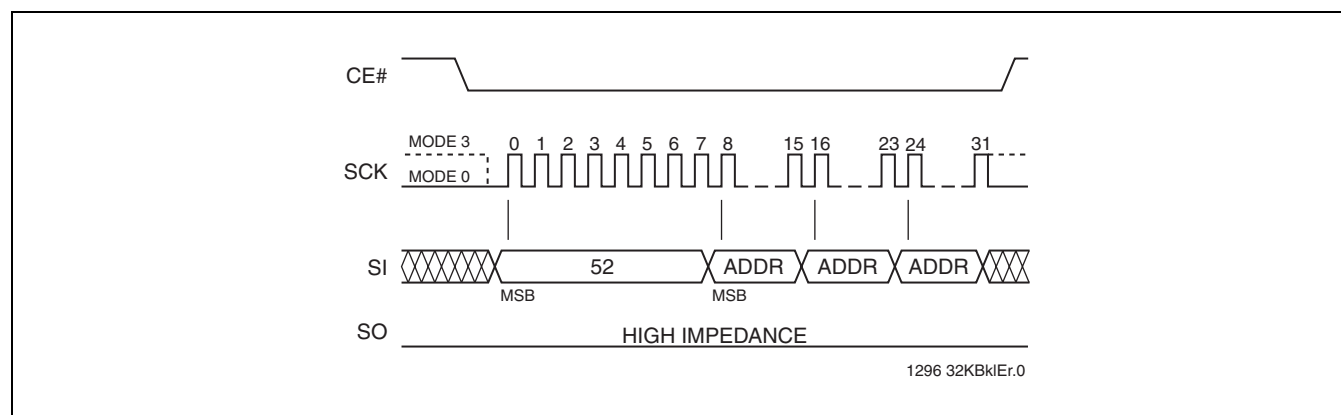 CE#
MODE 3 0 1 2 3 4 5 6 7 8 15 16 23 24 31
SCK MODE 0
SI 52 ADDR ADDR ADDR
MSB MSB
SO HIGH IMPEDANCE
1296 32KBklEr.0